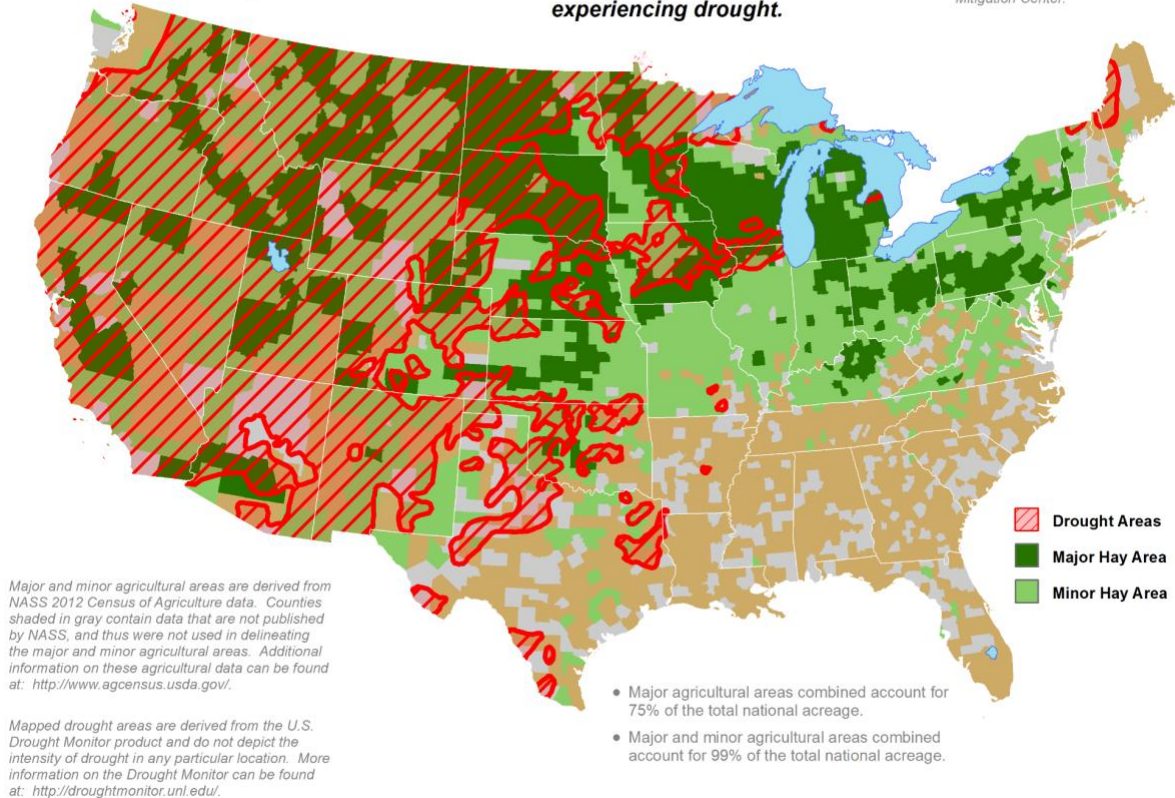 experiencing drought.
Mitigation Center.
Drought Areas
Major Hay Area
Minor Hay Area
Major and minor agricultural areas are derived from
NASS 2012 Census of Agriculture data. Counties
shaded in gray contain data that are not published
by NASS, and thus were not used in delineating
the major and minor agricultural areas. Additional
information on these agricultural data can be found
at: http://www.agcensus.usda.gov/.
Mapped drought areas are derived from the U.S.
Drought Monitor product and do not depict the
intensity of drought in any particular location. More
information on the Drought Monitor can be found
at: http://droughtmonitor.unl.edu/.
● Major agricultural areas combined account for
75% of the total national acreage.
● Major and minor agricultural areas combined
account for 99% of the total national acreage.